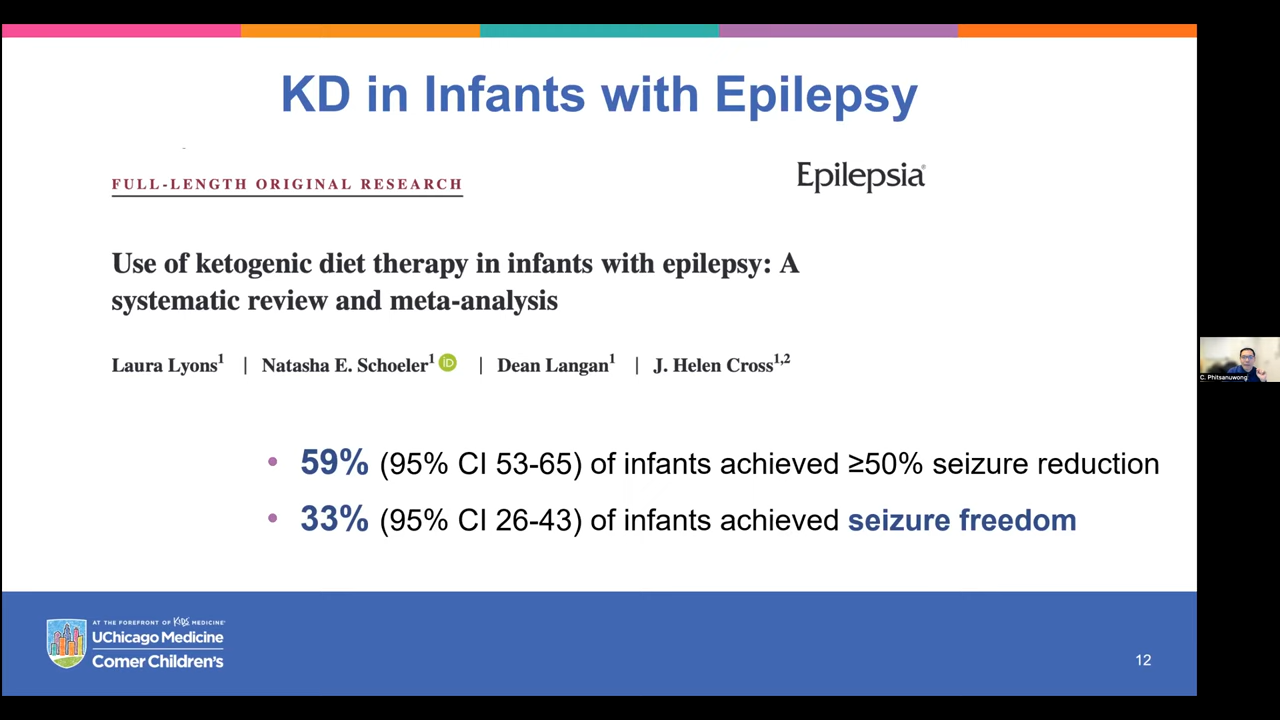 KD in Infants with Epilepsy
FULL-LENGTH ORIGINAL RESEARCH
Epilepsia®
Use of ketogenic diet therapy in infants with epilepsy: A
systematic review and meta-analysis
Laura Lyons1 | Natasha E. Schoeler1 iD | Dean Langan1 | J. Helen Cross1,2
• 59% (95% CI 53-65) of infants achieved ≥50% seizure reduction
• 33% (95% CI 26-43) of infants achieved seizure freedom
C. Phitsanuwong
AT THE FOREFRONT OF KIDS MEDICINE®
UChicago Medicine
Comer Children's
12